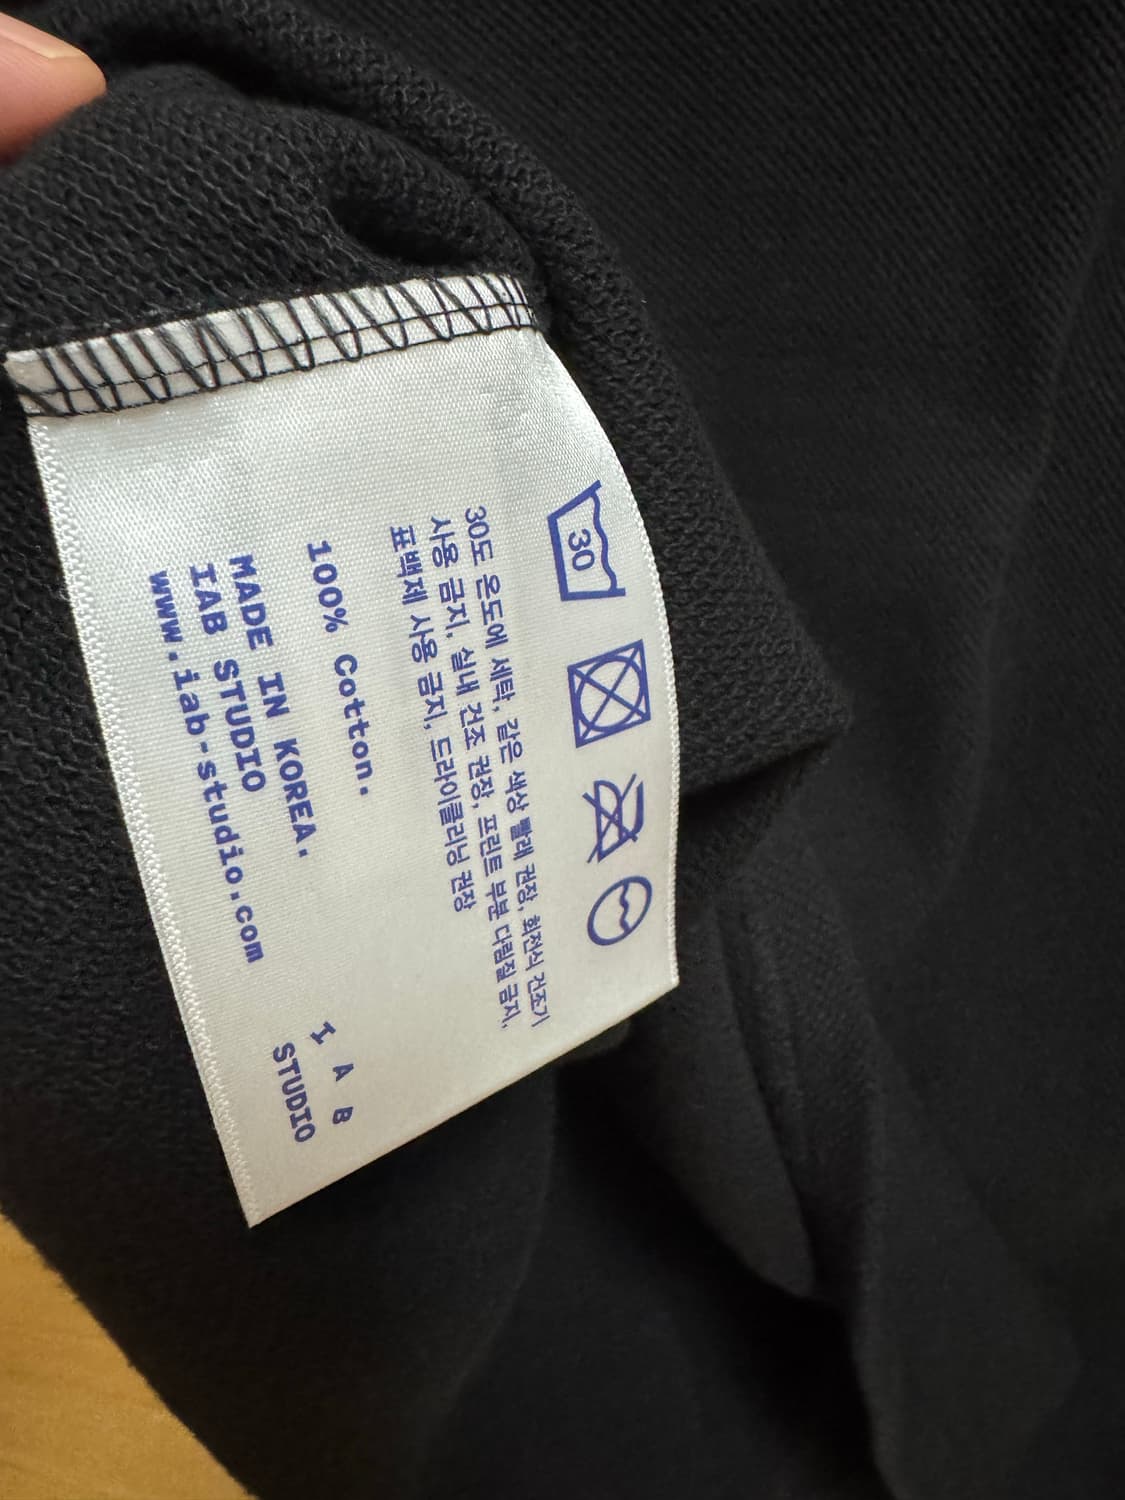 30
30도 온도에 세탁, 같은 색상 빨래 권장, 회전식 건조기
사용 금지, 실내 건조 권장, 프린트 부분 다림질 금지,
표백제 사용 금지, 드라이클리닝 권장
100% Cotton.
MADE IN KOREA.
IAB STUDIO
www.iab-studio.com
I A B
STUDIO